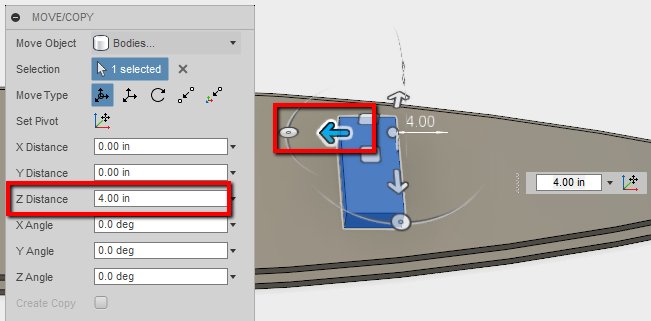 MOVE/COPY
Move Object Bodies...
Selection 1 selected
Move Type
Set Pivot
X Distance 0.00 in
Y Distance 0.00 in
Z Distance 4.00 in
X Angle 0.0 deg
Y Angle 0.0 deg
Z Angle 0.0 deg
Create Copy
4.00
4.00 in